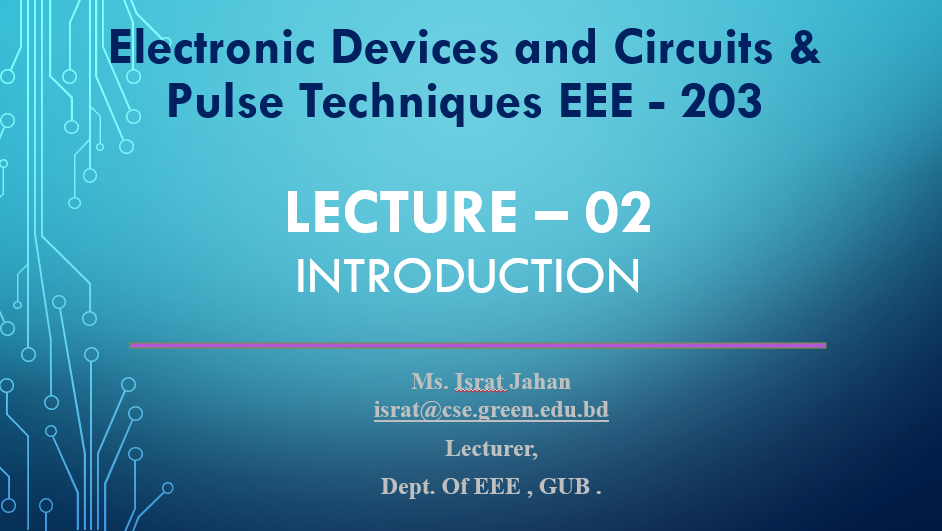 Electronic Devices and Circuits &
Pulse Techniques EEE - 203
LECTURE – 02
INTRODUCTION
Ms. Israt Jahan
israt@cse.green.edu.bd
Lecturer,
Dept. Of EEE , GUB .